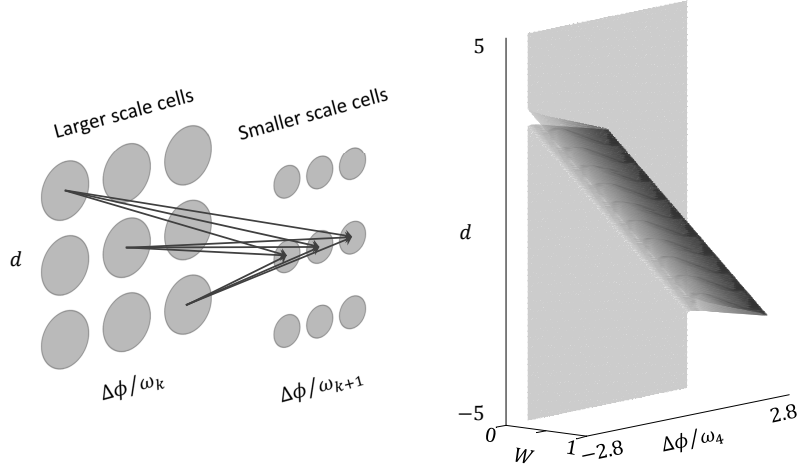 Larger scale cells
Smaller scale cells
d
Δϕ/ωk
Δϕ/ωk+1
5
d
−5
0
W
1
−2.8
Δϕ/ω4
2.8